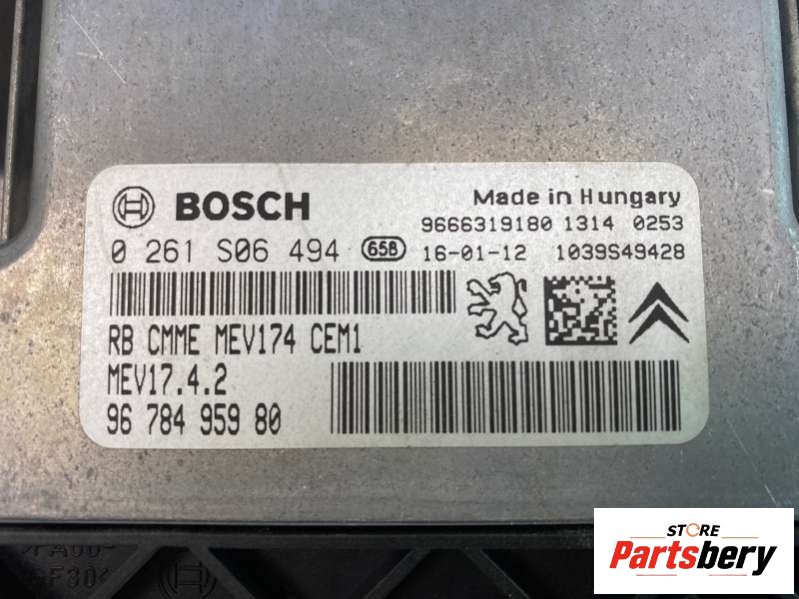 BOSCH Made in Hungary
9666319180 1314 0253
0 261 S06 494 65B 16-01-12 1039S49428
RB CMME MEV174 CEM1
MEV17.4.2
96 784 959 80
STORE
Partsbery